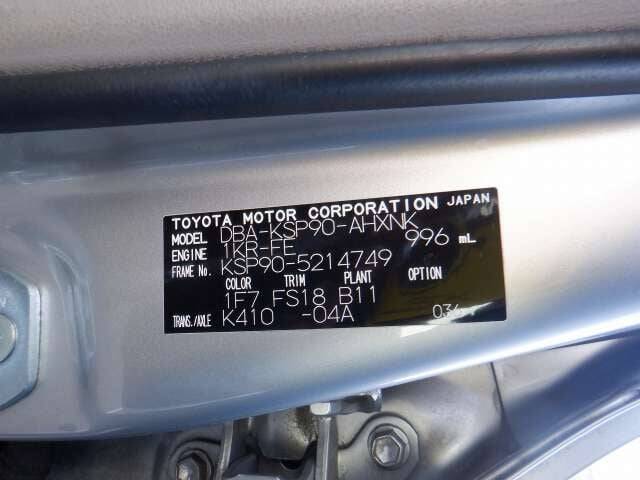 TOYOTA MOTOR CORPORATION JAPAN
MODEL DBA-KSP90-AHXNK
ENGINE 1KR-FE 996 mL
FRAME No. KSP90-5214749
COLOR TRIM PLANT OPTION
1F7 FS18 B11
TRANS./AXLE K410 -04A